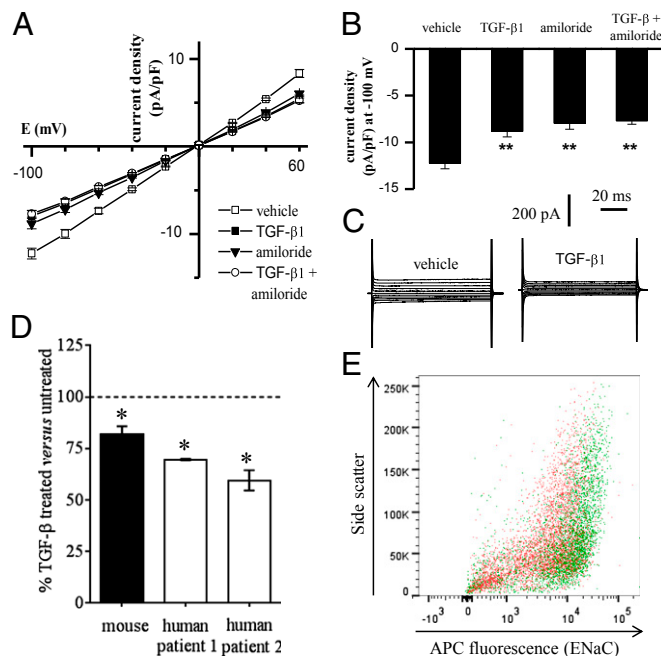 A
current density
(pA/pF)
10
E (mV)
-100
60
-10
vehicle
TGF-β1
amiloride
TGF-β1 +
amiloride
B
vehicle
TGF-β1
amiloride
TGF-β +
amiloride
current density
(pA/pF) at -100 mV
0
-5
-10
-15
**
**
**
C
200 pA
20 ms
vehicle
TGF-β1
D
% TGF-β treated versus untreated
125
100
75
50
25
0
*
*
*
mouse
human
patient 1
human
patient 2
E
Side scatter
250K
200K
150K
100K
50K
0
-10³
0
10³
10⁴
10⁵
APC fluorescence (ENaC)